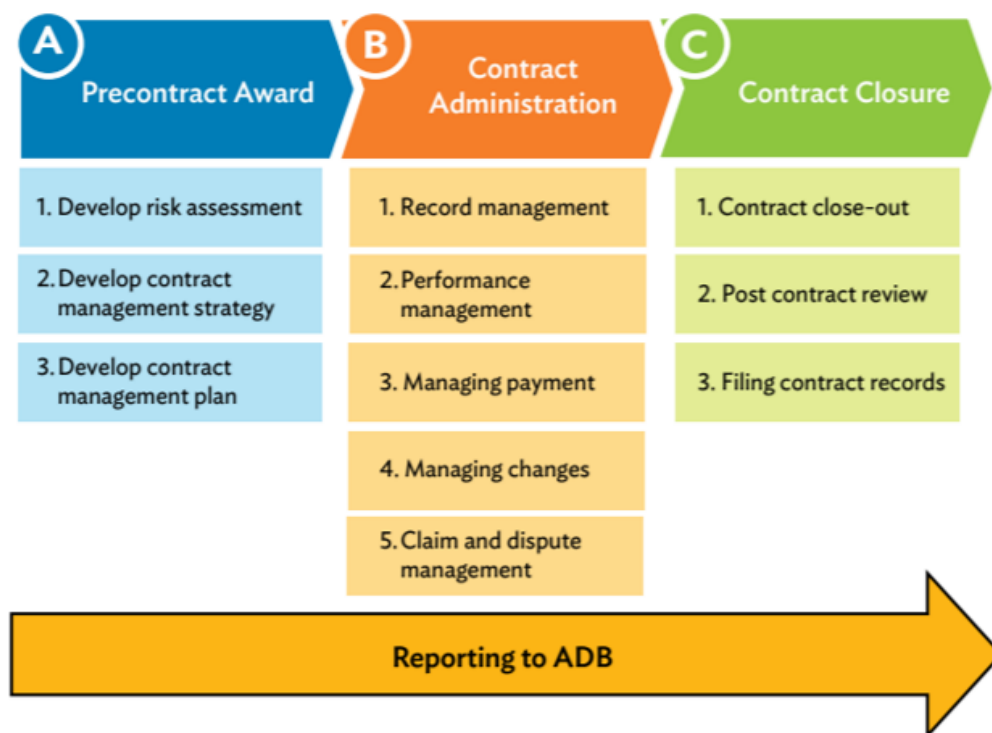 A
Precontract Award
1. Develop risk assessment
2. Develop contract
management strategy
3. Develop contract
management plan
B
Contract
Administration
1. Record management
2. Performance
management
3. Managing payment
4. Managing changes
5. Claim and dispute
management
C
Contract Closure
1. Contract close-out
2. Post contract review
3. Filing contract records
Reporting to ADB